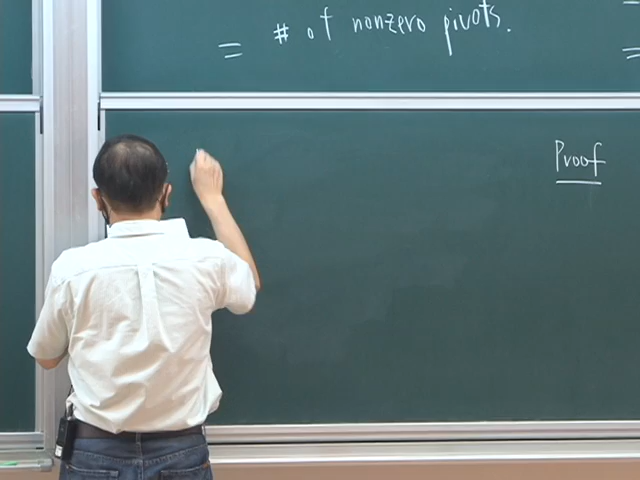 = # of nonzero pivots.
=
Proof